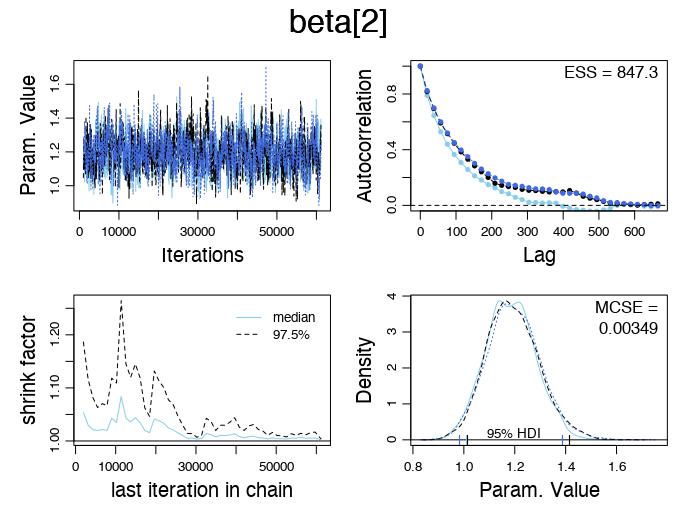 beta[2]
Param. Value
1.0 1.2 1.4 1.6
0 10000 30000 50000
Iterations
Autocorrelation
0.0 0.4 0.8
ESS = 847.3
0 100 200 300 400 500 600
Lag
shrink factor
1.00 1.10 1.20
median
97.5%
0 10000 30000 50000
last iteration in chain
Density
0 1 2 3 4
MCSE =
0.00349
95% HDI
0.8 1.0 1.2 1.4 1.6
Param. Value